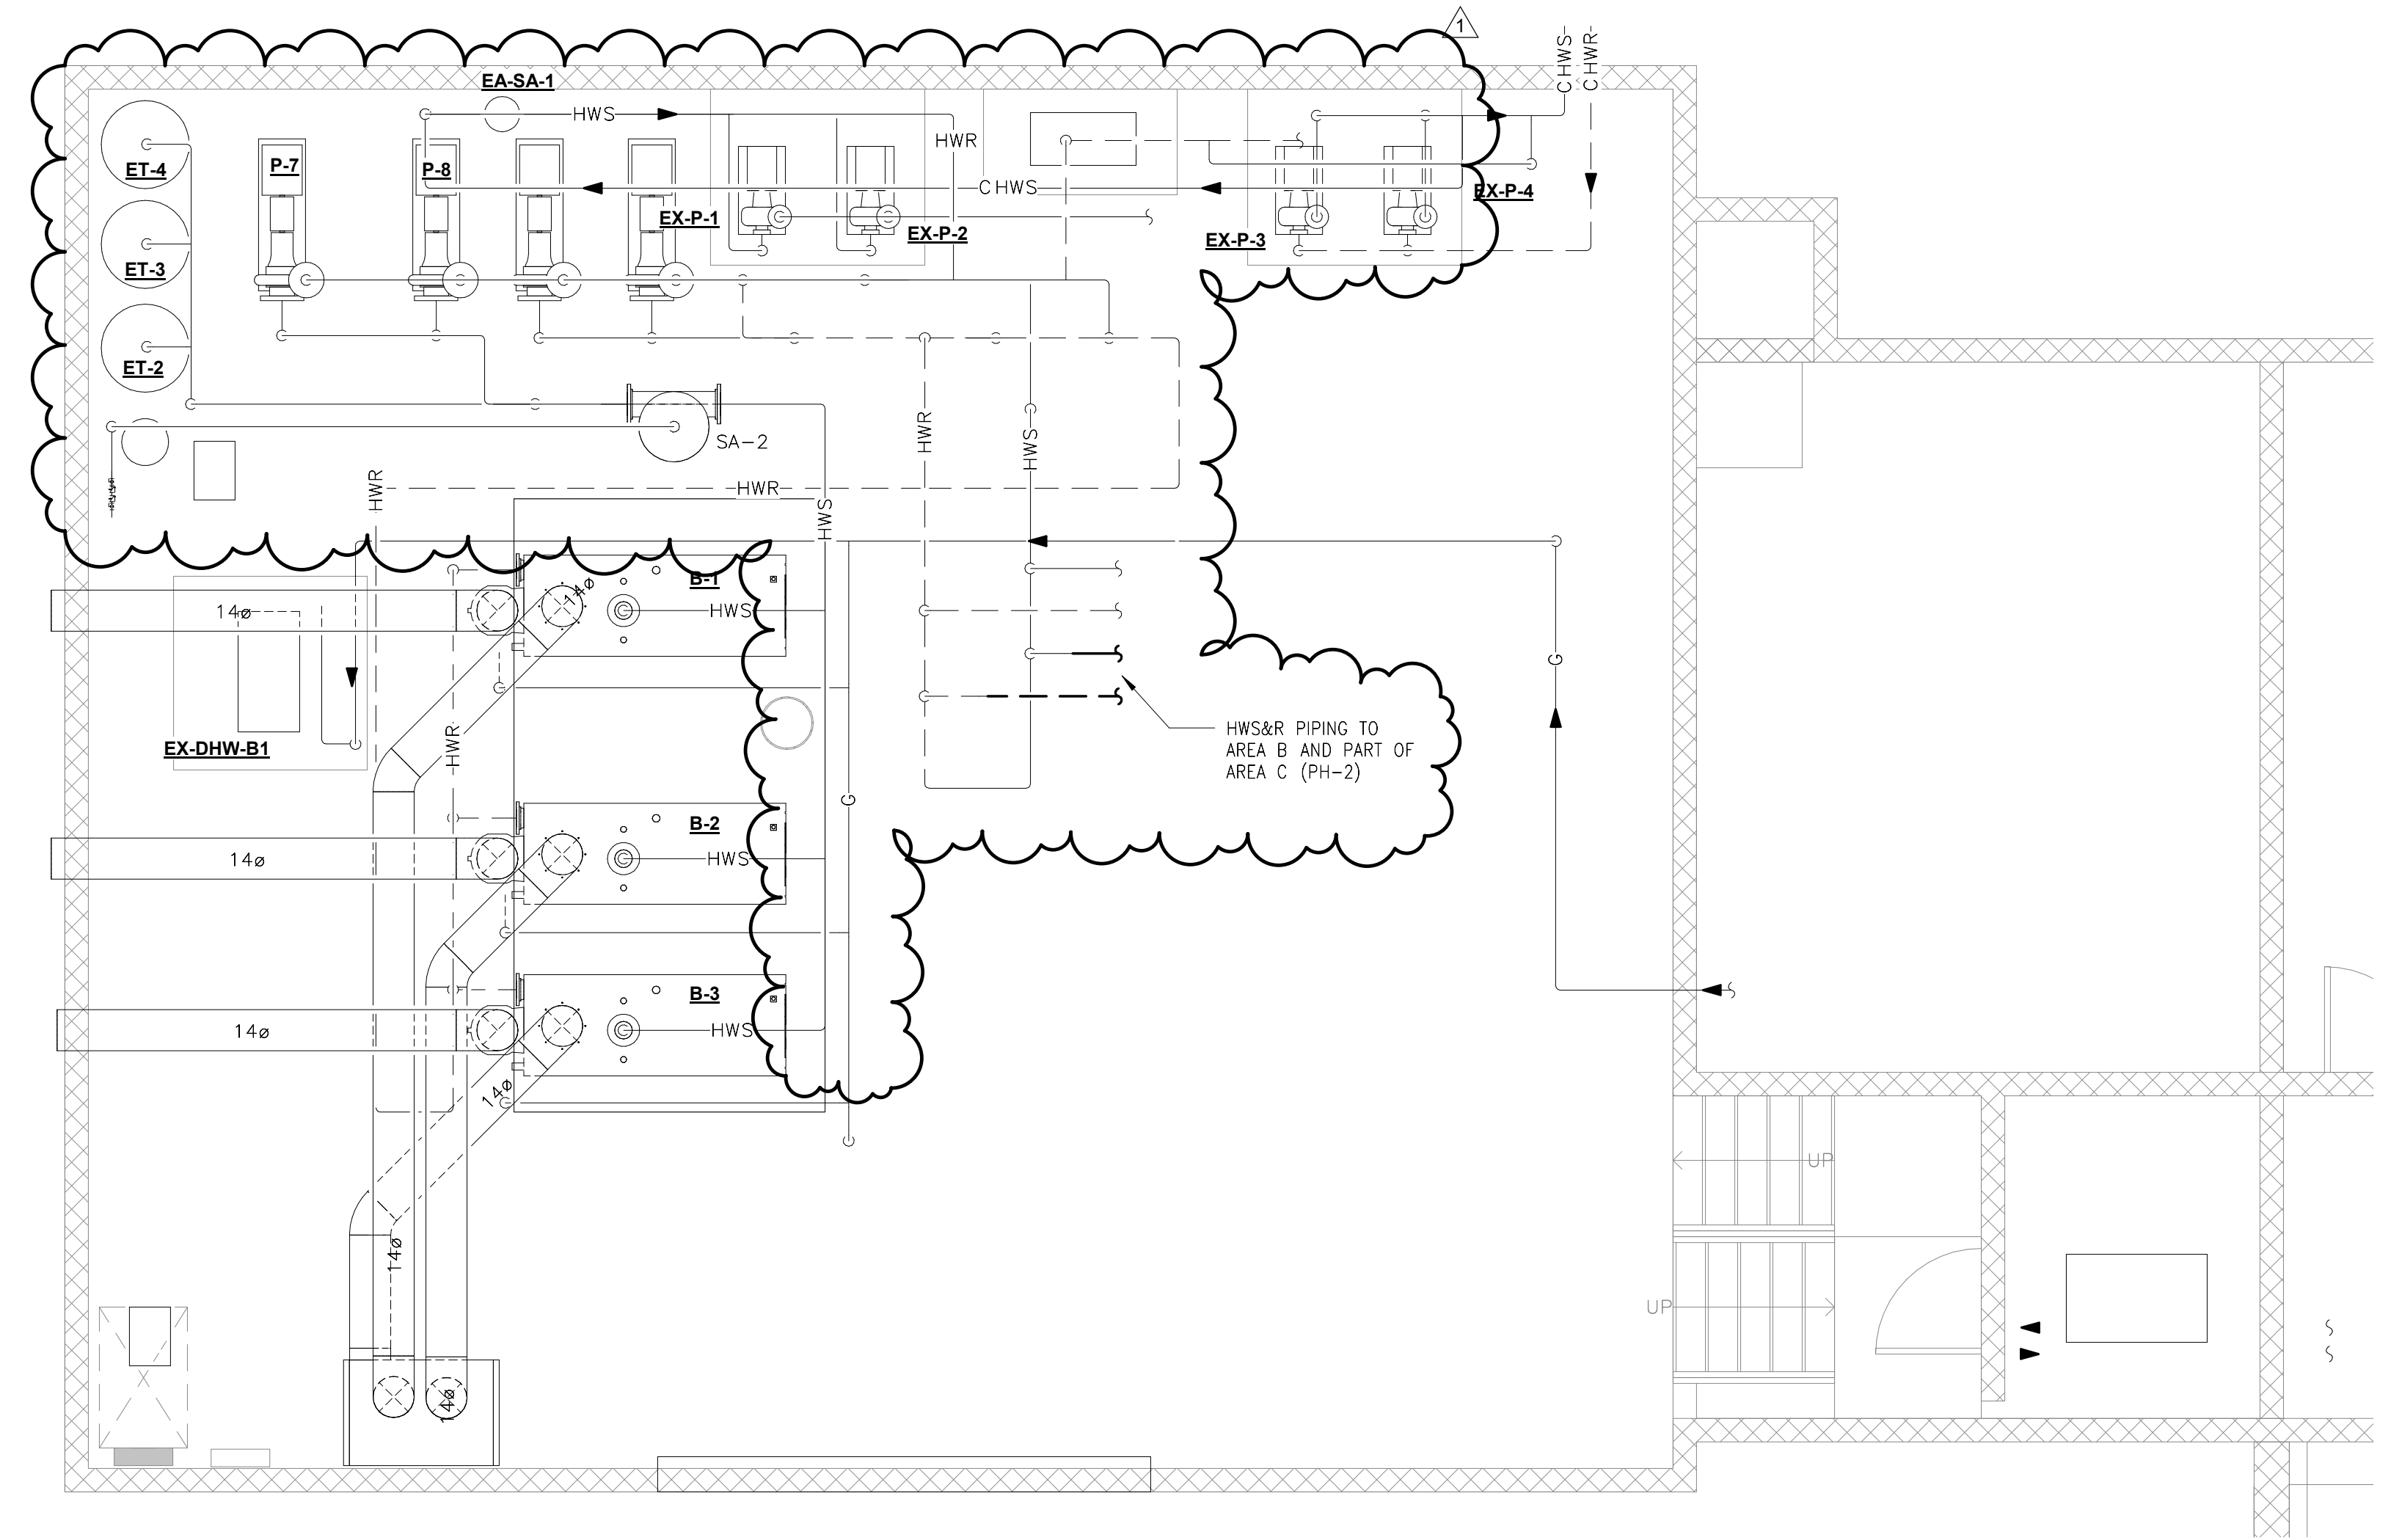 1
CHWS
CHWR
EA-SA-1
HWS
HWR
ET-4
P-7
P-8
CHWS
EX-P-4
EX-P-1
EX-P-2
EX-P-3
ET-3
ET-2
HWR
HWS
SA-2
HWR
HWR
HWS
B-1
14ø
14ø
HWS
G
HWS&R PIPING TO
AREA B AND PART OF
AREA C (PH-2)
EX-DHW-B1
HWR
G
B-2
14ø
HWS
B-3
14ø
HWS
14ø
UP
14ø
UP
14ø